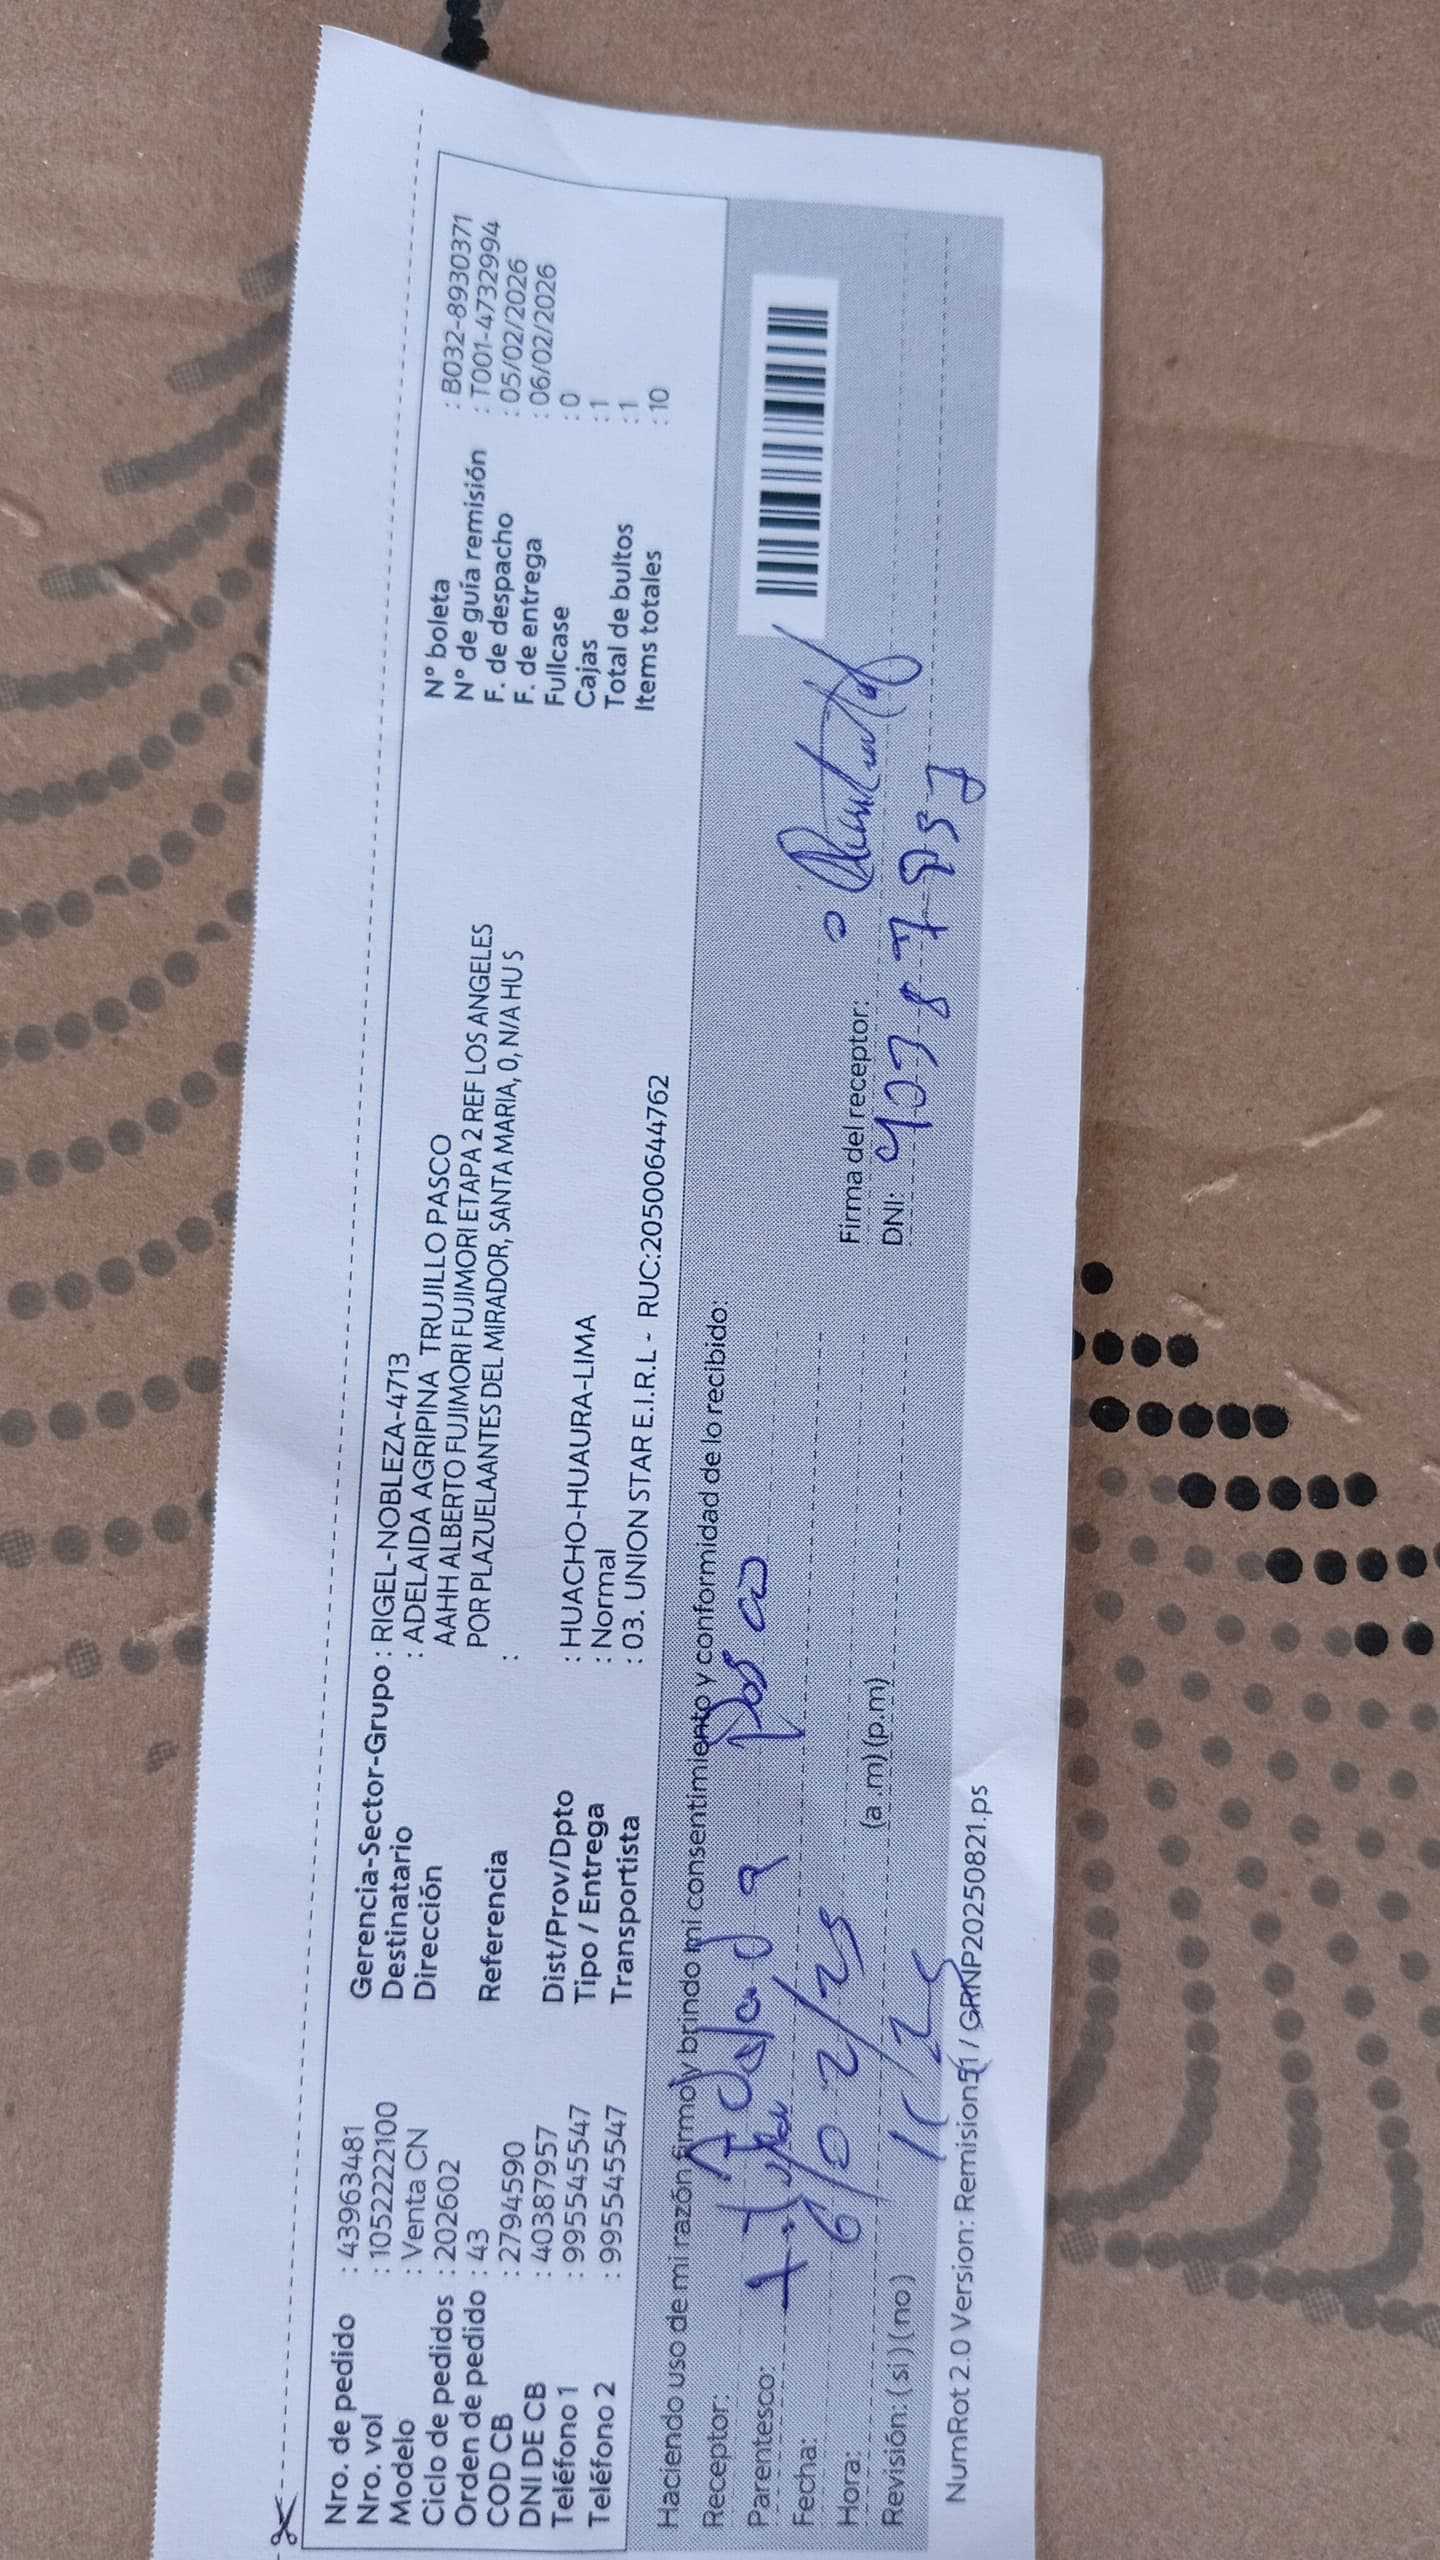 Nro. de pedido : 43963481
Nro. vol : 1052222100
Modelo : Venta CN
Ciclo de pedidos : 202602
Orden de pedido : 43
COD CB : 2794590
DNI DE CB : 40387957
Teléfono 1 : 995545547
Teléfono 2 : 995545547
Gerencia-Sector-Grupo : RIGEL-NOBLEZA-4713
Destinatario : ADELAIDA AGRIPINA TRUJILLO PASCO
Dirección AAHH ALBERTO FUJIMORI FUJIMORI ETAPA 2 REF LOS ANGELES
POR PLAZUELAANTES DEL MIRADOR, SANTA MARIA, 0, N/A HU S
Referencia :
Dist/Prov/Dpto : HUACHO-HUAURA-LIMA
Tipo / Entrega : Normal
Transportista : 03. UNION STAR E.I.R.L - RUC:20500644762
N° boleta : B032-8930371
N° de guía remisión : T001-4732994
F. de despacho : 05/02/2026
F. de entrega : 06/02/2026
Fullcase : 0
Cajas : 1
Total de bultos : 1
Items totales : 10
Haciendo uso de mi razón firmo y brindo mi consentimiento y conformidad de lo recibido:
Receptor: Adelaida Pasco
Parentesco:
Fecha: 6/02/25
Hora: (a .m) (p.m)
Revisión: ( si ) ( no )
Firma del receptor:
DNI: 40387957
NumRot 2.0 Version: Remision51 / GRNP20250821.ps